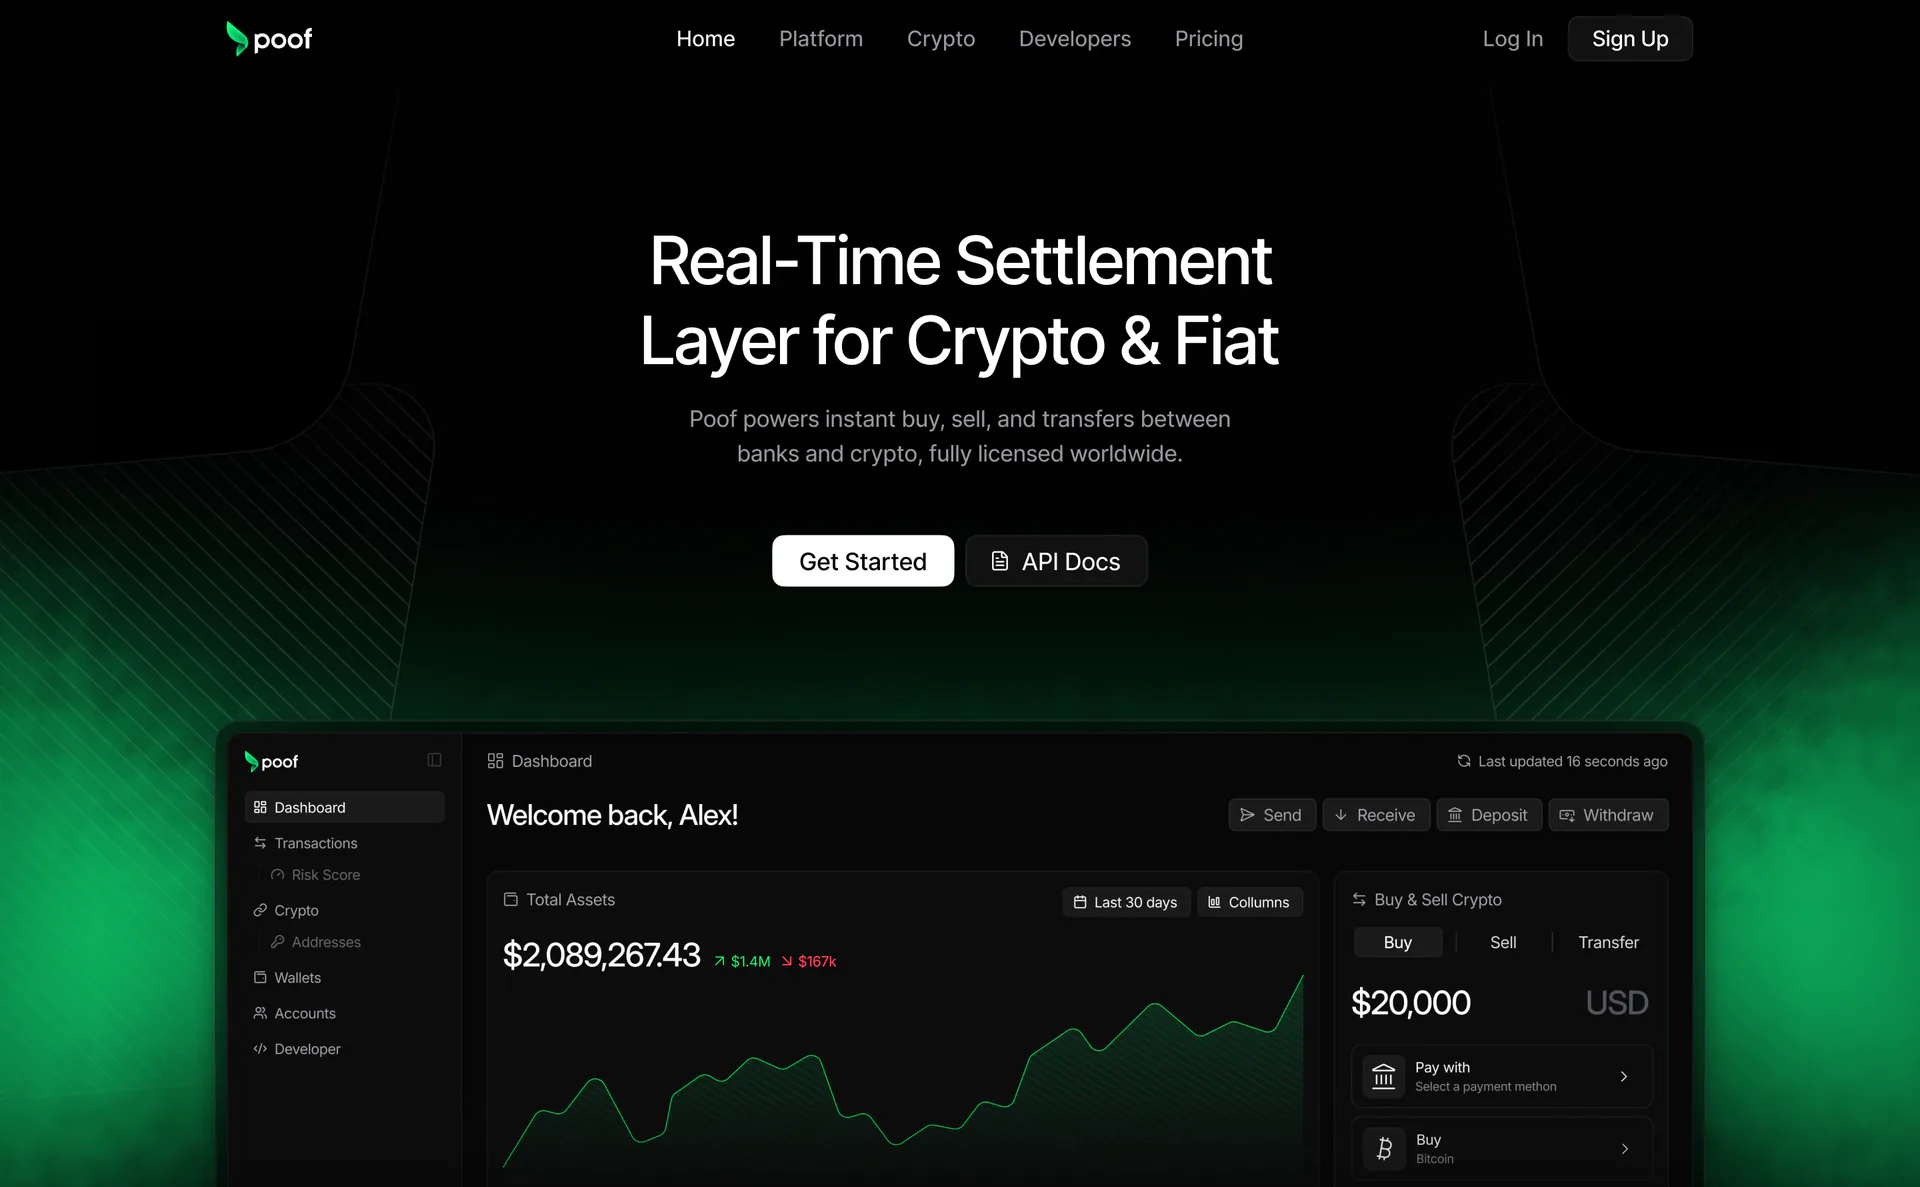 poof
Home
Platform
Crypto
Developers
Pricing
Log In
Sign Up
Real-Time Settlement
Layer for Crypto & Fiat
Poof powers instant buy, sell, and transfers between
banks and crypto, fully licensed worldwide.
Get Started
API Docs
poof
Dashboard
Transactions
Risk Score
Crypto
Addresses
Wallets
Accounts
Developer
Dashboard
Last updated 16 seconds ago
Welcome back, Alex!
Send
Receive
Deposit
Withdraw
Total Assets
Last 30 days
Collumns
$2,089,267.43
$1.4M
$167k
Buy & Sell Crypto
Buy
Sell
Transfer
$20,000
USD
Pay with
Select a payment methon
Buy
Bitcoin